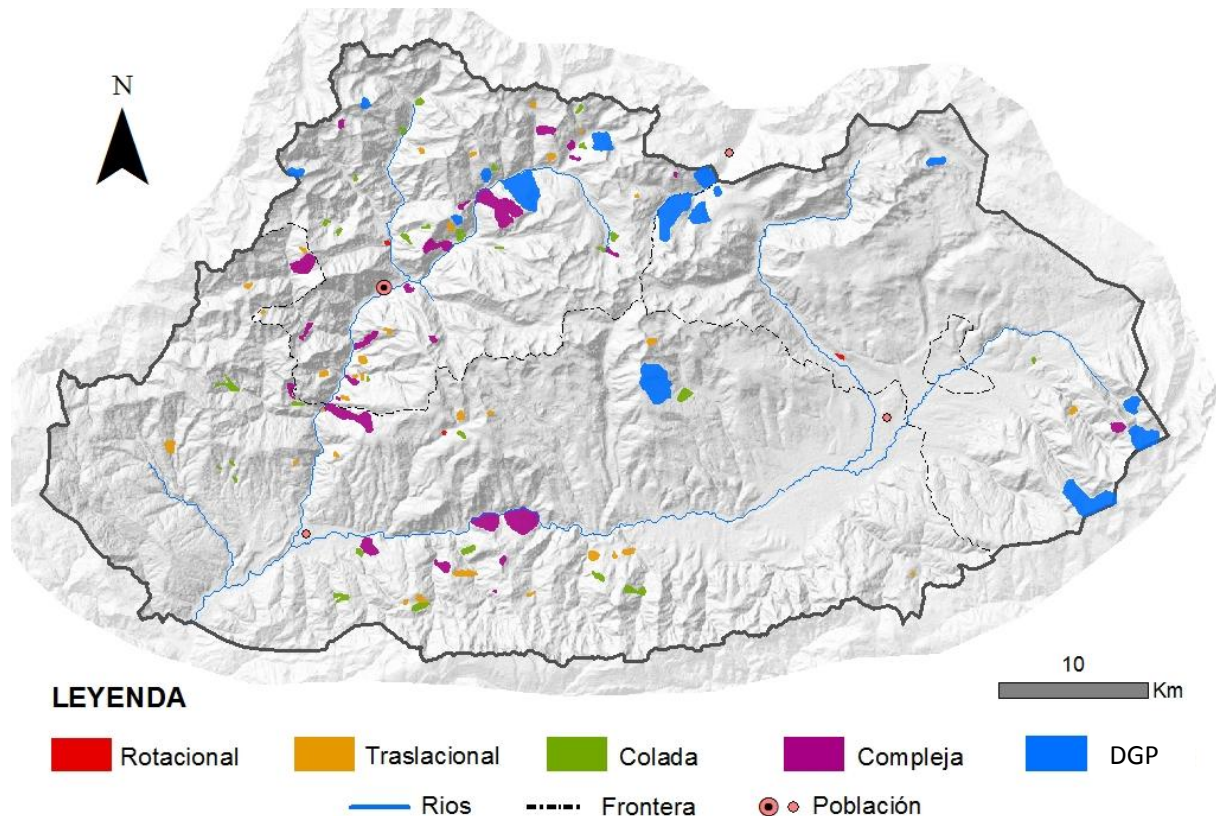 N
10
Km
LEYENDA
Rotacional Traslacional Colada Compleja DGP
Rios Frontera Población